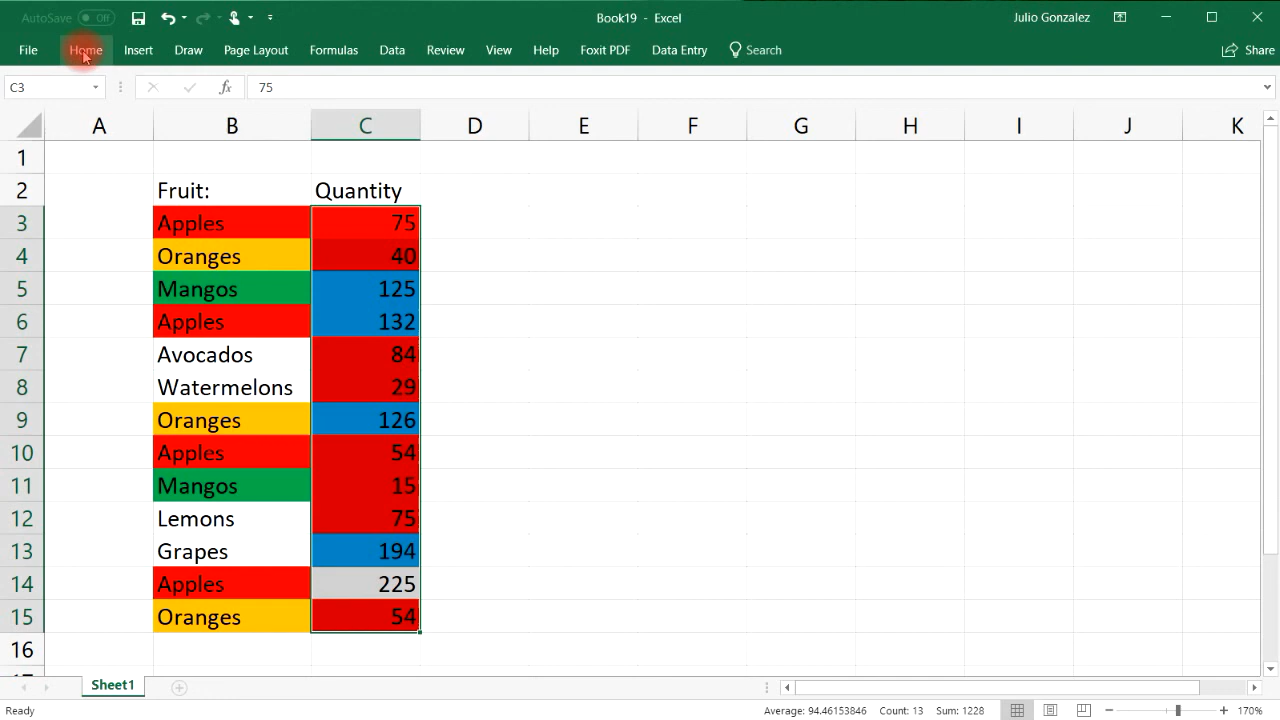 AutoSave Off Book19 - Excel Julio Gonzalez
File Home Insert Draw Page Layout Formulas Data Review View Help Foxit PDF Data Entry Search Share
C3 fx 75
A B C D E F G H I J K
1
2 Fruit: Quantity
3 Apples 75
4 Oranges 40
5 Mangos 125
6 Apples 132
7 Avocados 84
8 Watermelons 29
9 Oranges 126
10 Apples 54
11 Mangos 15
12 Lemons 75
13 Grapes 194
14 Apples 225
15 Oranges 54
16
Sheet1
Ready Average: 94.46153846 Count: 13 Sum: 1228 170%